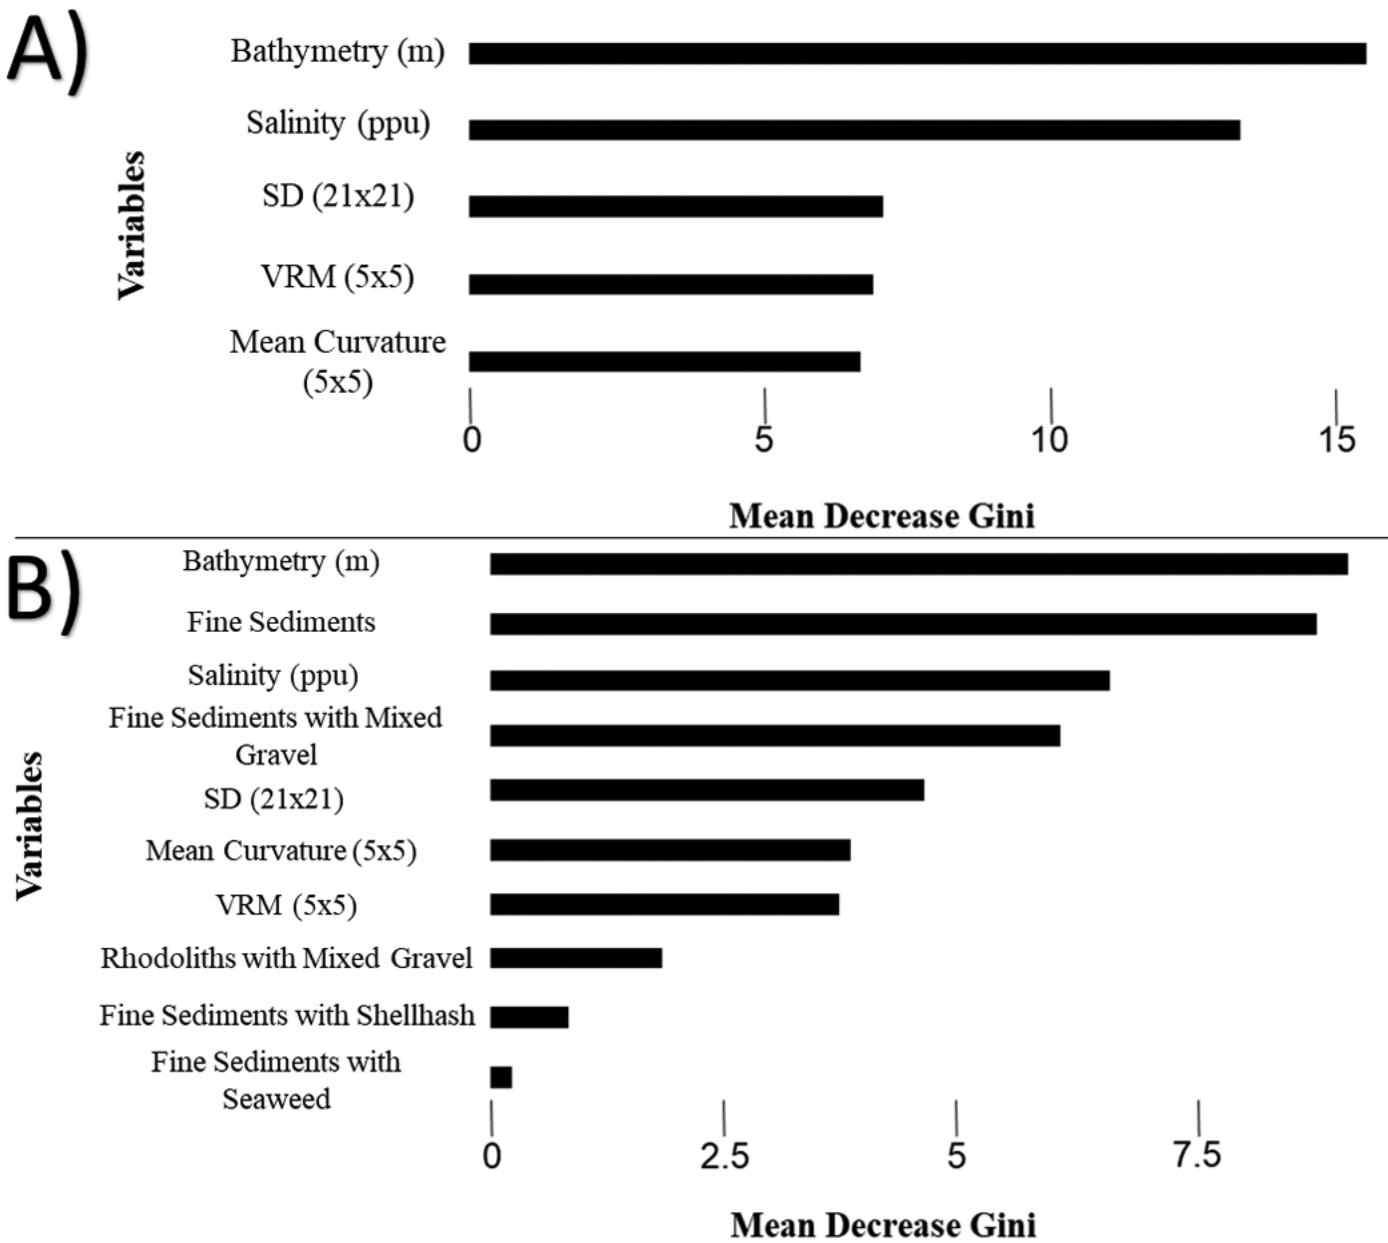 A)
Variables
Bathymetry (m)
Salinity (ppu)
SD (21x21)
VRM (5x5)
Mean Curvature
(5x5)
0 5 10 15
Mean Decrease Gini
B)
Variables
Bathymetry (m)
Fine Sediments
Salinity (ppu)
Fine Sediments with Mixed
Gravel
SD (21x21)
Mean Curvature (5x5)
VRM (5x5)
Rhodoliths with Mixed Gravel
Fine Sediments with Shellhash
Fine Sediments with
Seaweed
0 2.5 5 7.5
Mean Decrease Gini